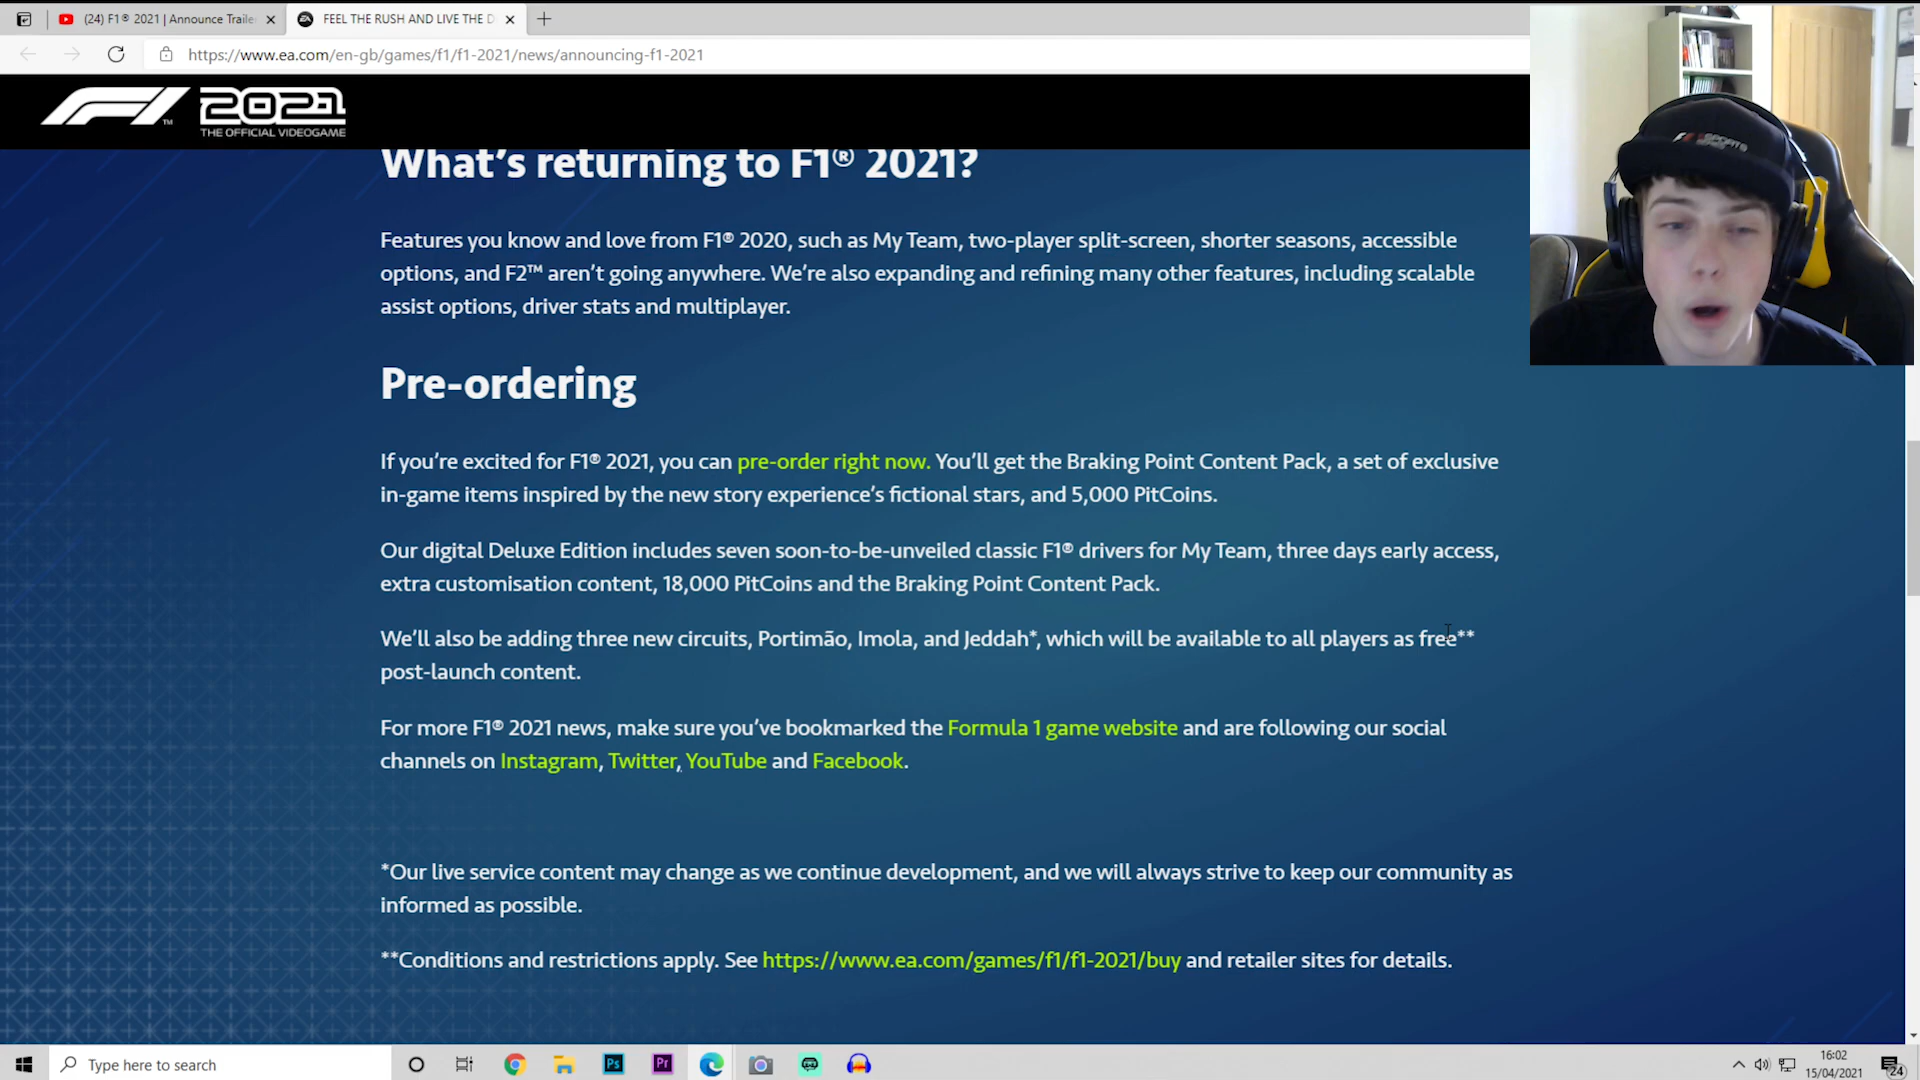 (24) F1® 2021 | Announce Traile
FEEL THE RUSH AND LIVE THE D
https://www.ea.com/en-gb/games/f1/f1-2021/news/announcing-f1-2021
F1 2021
THE OFFICIAL VIDEOGAME
What's returning to F1® 2021?
Features you know and love from F1® 2020, such as My Team, two-player split-screen, shorter seasons, accessible
options, and F2™ aren't going anywhere. We're also expanding and refining many other features, including scalable
assist options, driver stats and multiplayer.
Pre-ordering
If you're excited for F1® 2021, you can pre-order right now. You'll get the Braking Point Content Pack, a set of exclusive
in-game items inspired by the new story experience's fictional stars, and 5,000 PitCoins.
Our digital Deluxe Edition includes seven soon-to-be-unveiled classic F1® drivers for My Team, three days early access,
extra customisation content, 18,000 PitCoins and the Braking Point Content Pack.
We'll also be adding three new circuits, Portimão, Imola, and Jeddah*, which will be available to all players as free**
post-launch content.
For more F1® 2021 news, make sure you've bookmarked the Formula 1 game website and are following our social
channels on Instagram, Twitter, YouTube and Facebook.
*Our live service content may change as we continue development, and we will always strive to keep our community as
informed as possible.
**Conditions and restrictions apply. See https://www.ea.com/games/f1/f1-2021/buy and retailer sites for details.
Type here to search
Ps
Pr
16:02
15/04/2021
24